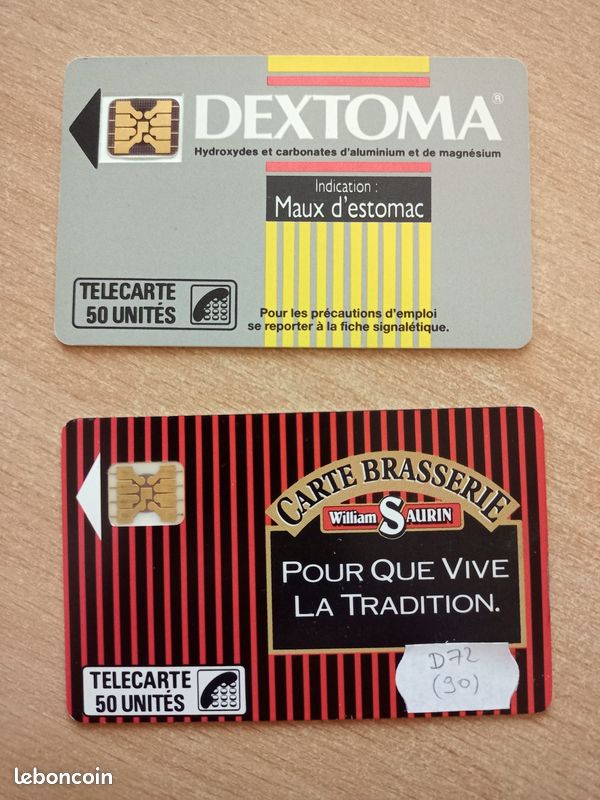 DEXTOMA®
Hydroxydes et carbonates d'aluminium et de magnésium
Indication :
Maux d'estomac
TELECARTE
50 UNITÉS
Pour les précautions d'emploi
se reporter à la fiche signalétique.
CARTE BRASSERIE
William SAURIN
POUR QUE VIVE
LA TRADITION.
D72
(90)
TELECARTE
50 UNITÉS
leboncoin